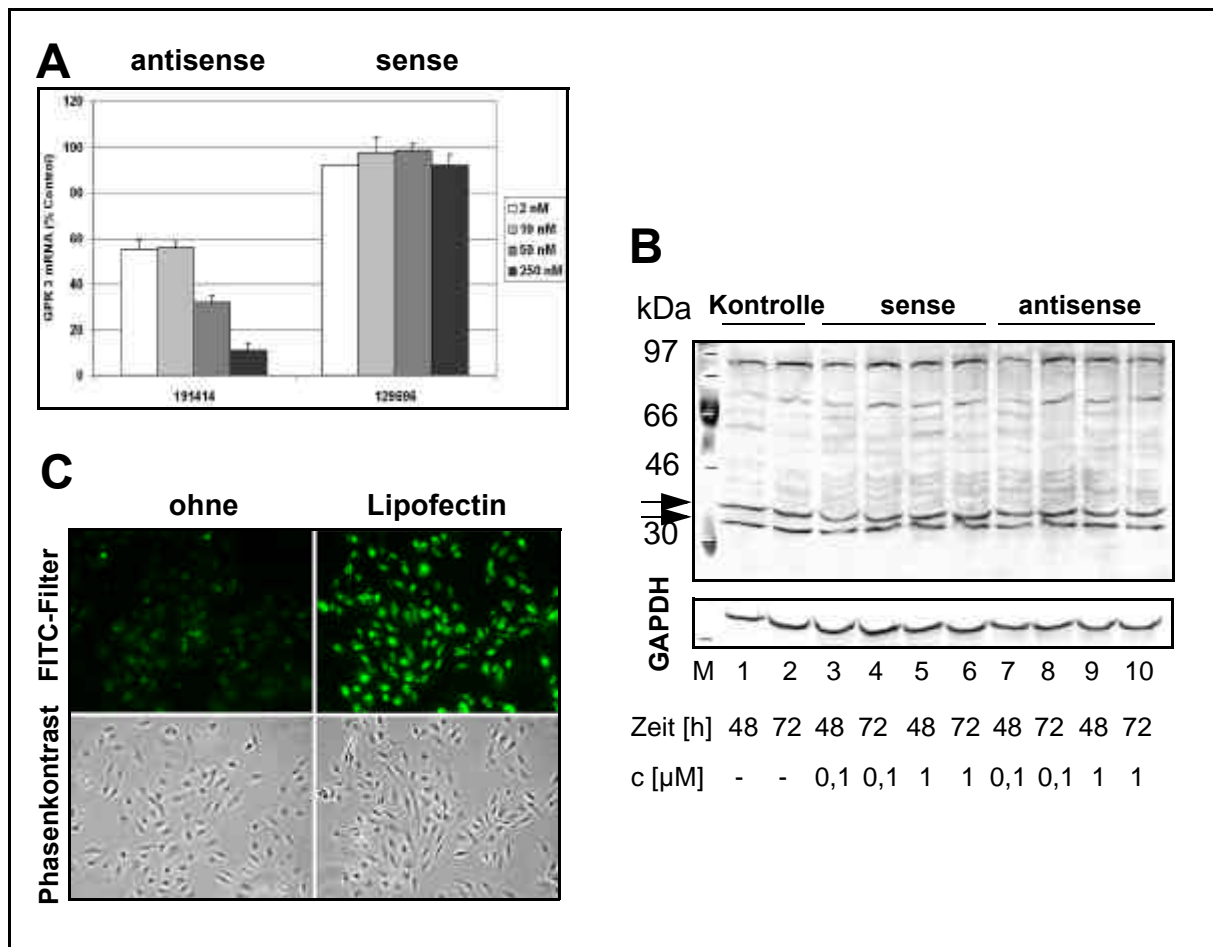 A
antisense sense
120
100
80
60
40
20
0
GPR 3 mRNA (% Control)
2 nM
10 nM
50 nM
250 nM
191414 129696
B
kDa Kontrolle sense antisense
97
66
46
30
GAPDH
M 1 2 3 4 5 6 7 8 9 10
Zeit [h] 48 72 48 72 48 72 48 72 48 72
c [µM] - - 0,1 0,1 1 1 0,1 0,1 1 1
C
ohne Lipofectin
FITC-Filter
Phasenkontrast